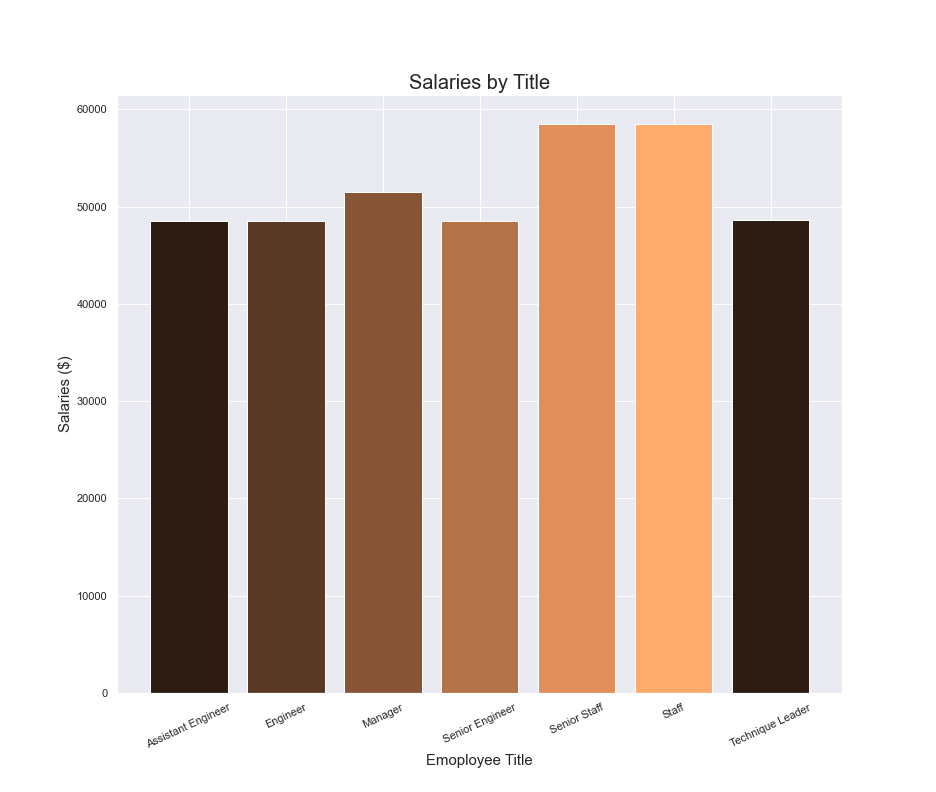 Salaries by Title
60000
50000
40000
30000
20000
10000
0
Salaries ($)
Assistant Engineer
Engineer
Manager
Senior Engineer
Senior Staff
Staff
Technique Leader
Emoployee Title